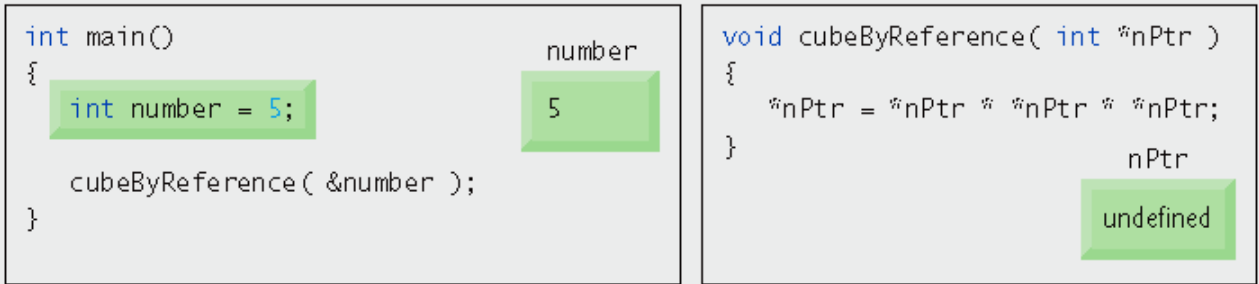 int main()
{
int number = 5;
cubeByReference( &number );
}
number
5
void cubeByReference( int *nPtr )
{
*nPtr = *nPtr * *nPtr * *nPtr;
}
nPtr
undefined